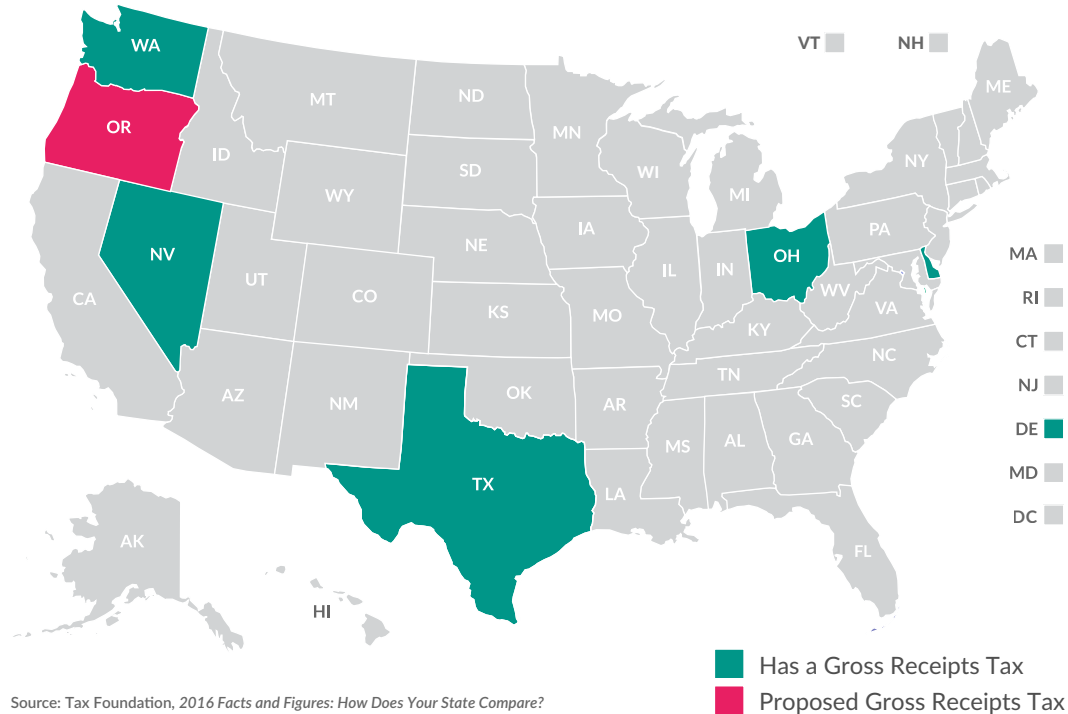 WA
VT
NH
MT
ND
ME
OR
MN
ID
SD
WI
NY
WY
MI
IA
PA
NE
NV
OH
MA
UT
IL
IN
CA
CO
WV
RI
VA
KS
MO
KY
CT
NC
TN
NJ
AZ
OK
NM
AR
SC
DE
MS
AL
GA
MD
TX
LA
DC
AK
FL
HI
Has a Gross Receipts Tax
Proposed Gross Receipts Tax
Source: Tax Foundation, 2016 Facts and Figures: How Does Your State Compare?